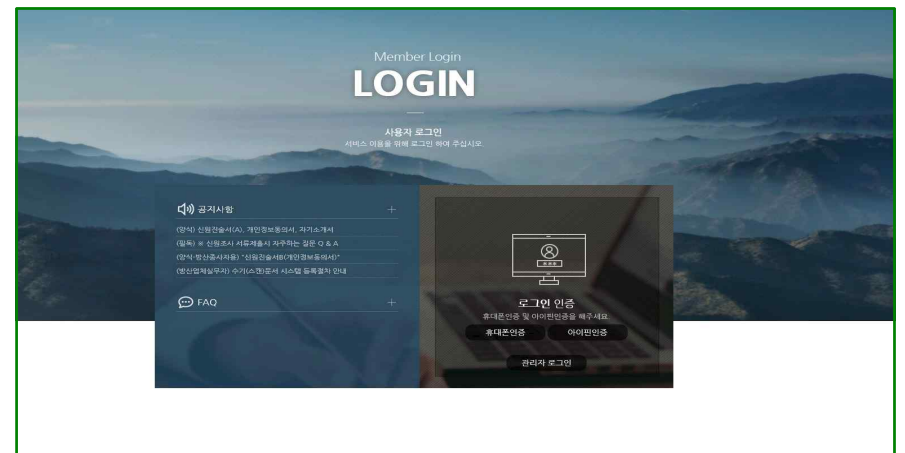 Member Login
LOGIN
사용자 로그인
서비스 이용을 위해 로그인 하여 주십시오
공지사항
(양식) 신원진술서(A), 개인정보동의서, 자기소개서
(필독) ※ 신원조사 서류제출시 자주하는 질문 Q & A
(양식-방산종사자용) "신원진술서B(개인정보동의서)"
(방산업체실무자) 수기(스캔)문서 시스템 등록절차 안내
FAQ
로그인 인증
휴대폰인증 및 아이핀인증을 해주세요
휴대폰인증 아이핀인증
관리자 로그인